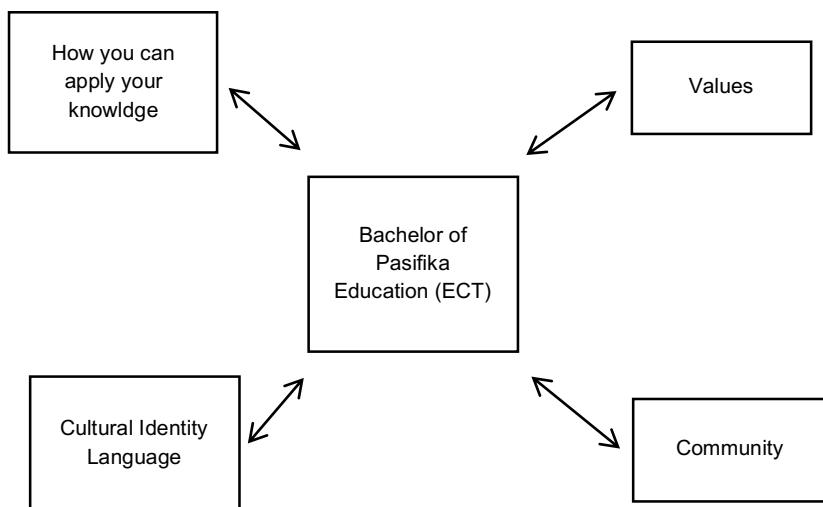 How you can
apply your
knowldge
Values
Bachelor of
Pasifika
Education (ECT)
Cultural Identity
Language
Community